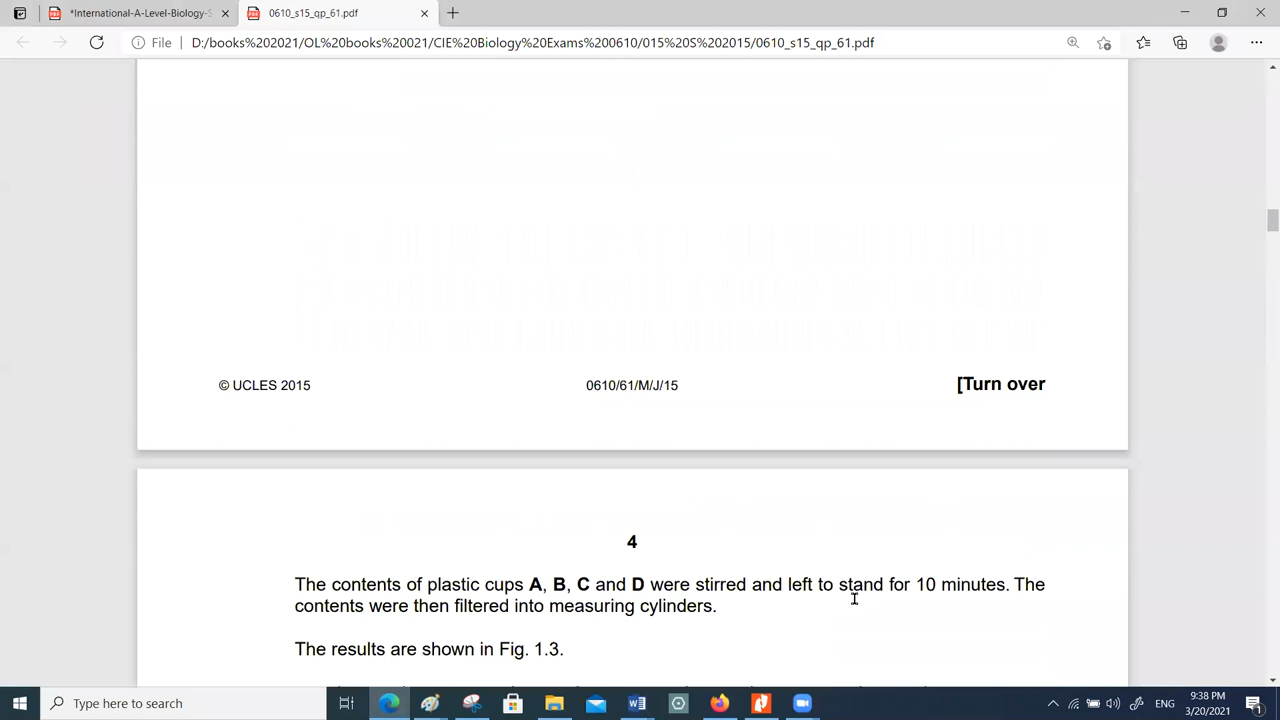 *International-A-Level-Biology-S
0610_s15_qp_61.pdf
File
D:/books%202021/OL%20books%20021/CIE%20Biology%20Exams%200610/015%20S%202015/0610_s15_qp_61.pdf
© UCLES 2015
0610/61/M/J/15
[Turn over
4
The contents of plastic cups A, B, C and D were stirred and left to stand for 10 minutes. The
contents were then filtered into measuring cylinders.
The results are shown in Fig. 1.3.
Type here to search
ENG
9:38 PM
3/20/2021